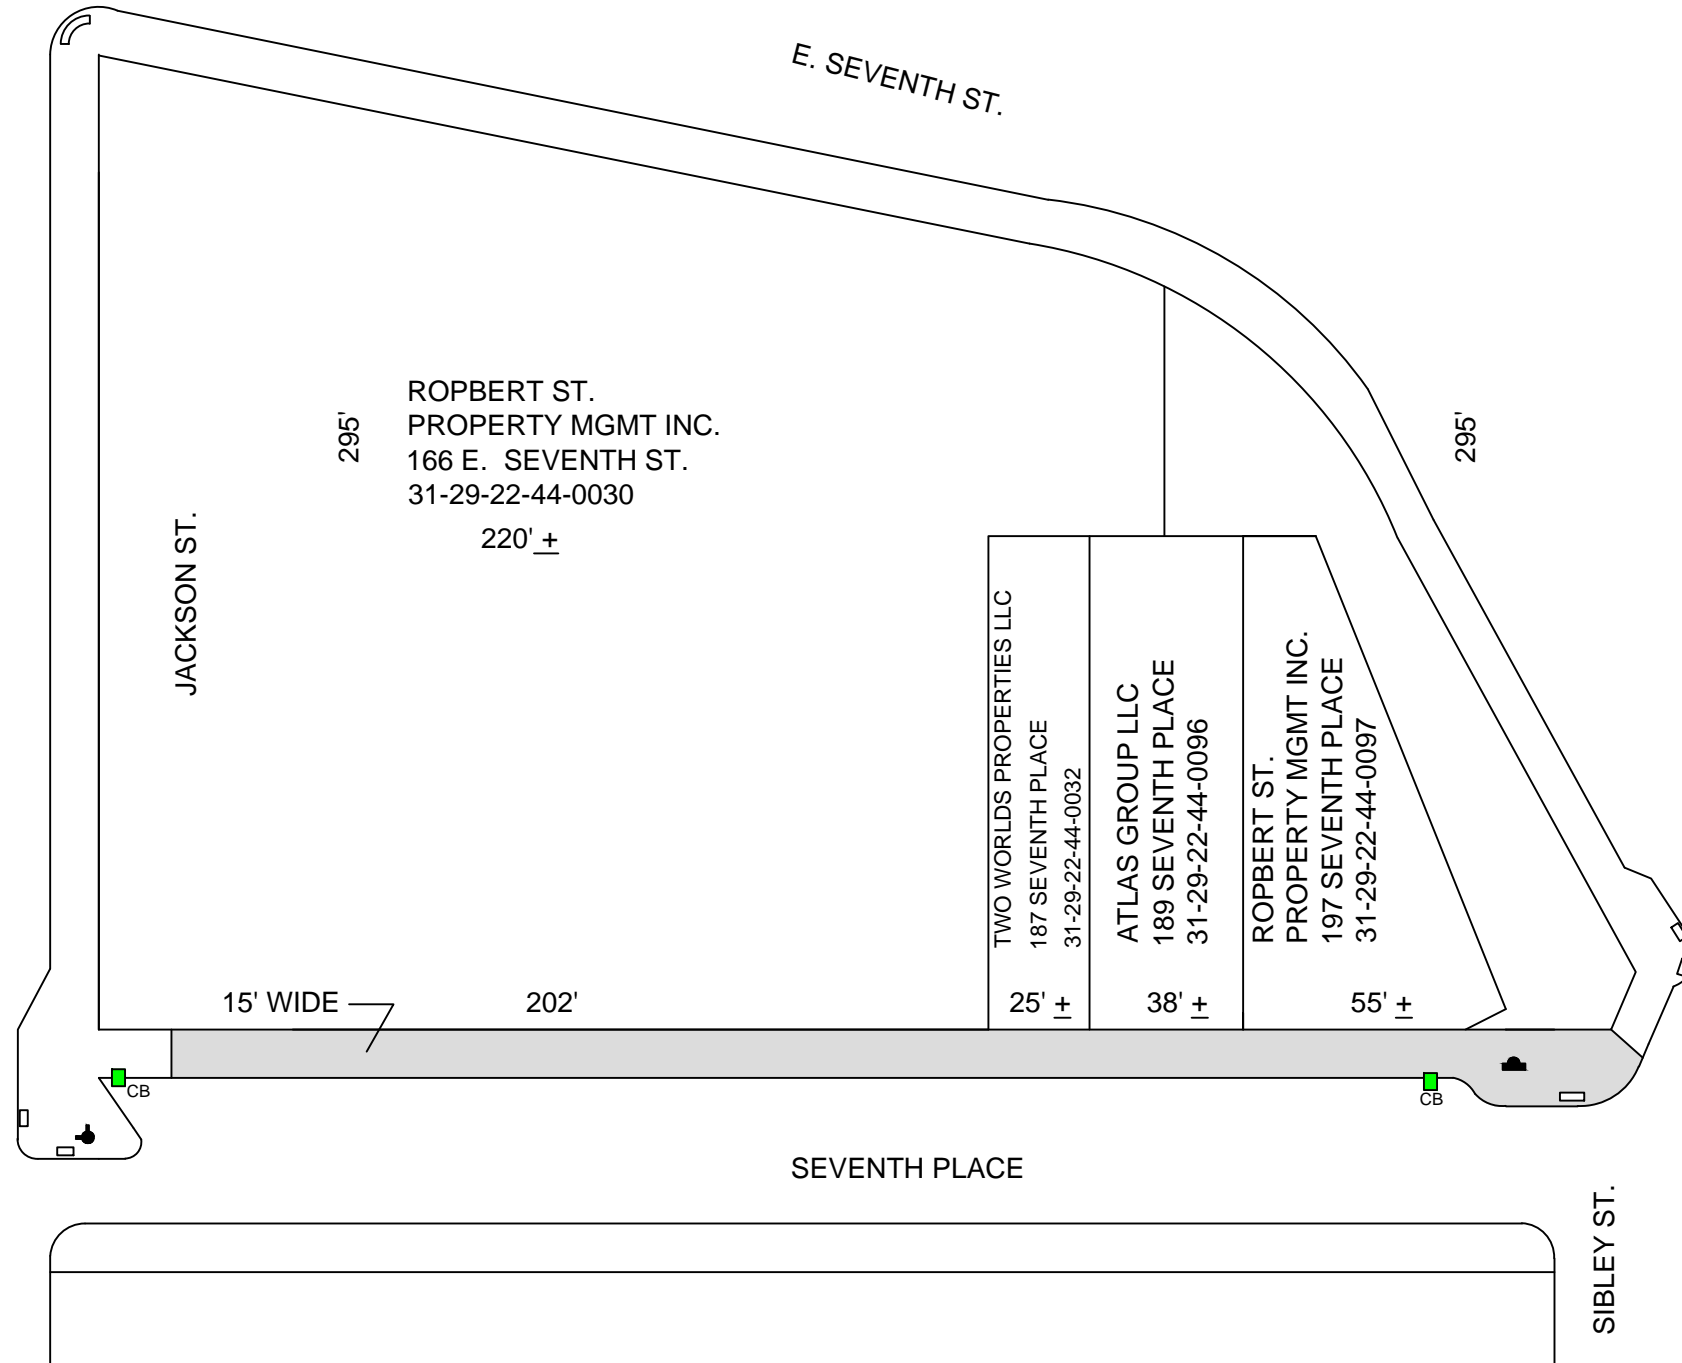 E. SEVENTH ST.
ROPBERT ST.
PROPERTY MGMT INC.
166 E. SEVENTH ST.
31-29-22-44-0030
220' ±
295'
295'
JACKSON ST.
TWO WORLDS PROPERTIES LLC
187 SEVENTH PLACE
31-29-22-44-0032
ATLAS GROUP LLC
189 SEVENTH PLACE
31-29-22-44-0096
ROPBERT ST.
PROPERTY MGMT INC.
197 SEVENTH PLACE
31-29-22-44-0097
15' WIDE
202'
25' ±
38' ±
55' ±
CB
CB
SEVENTH PLACE
SIBLEY ST.